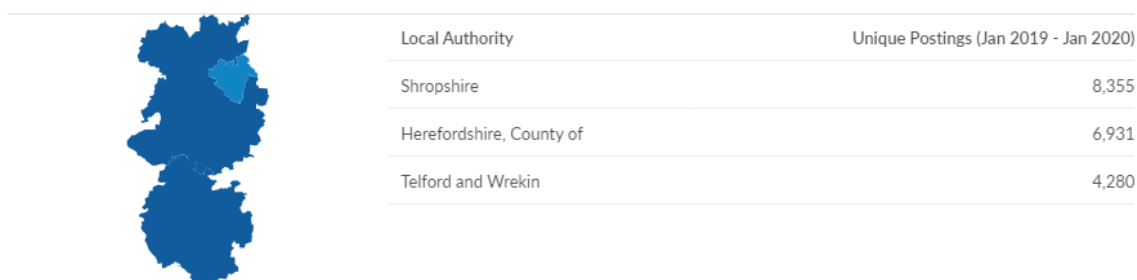 Local Authority Unique Postings (Jan 2019 - Jan 2020)
Shropshire 8,355
Herefordshire, County of 6,931
Telford and Wrekin 4,280